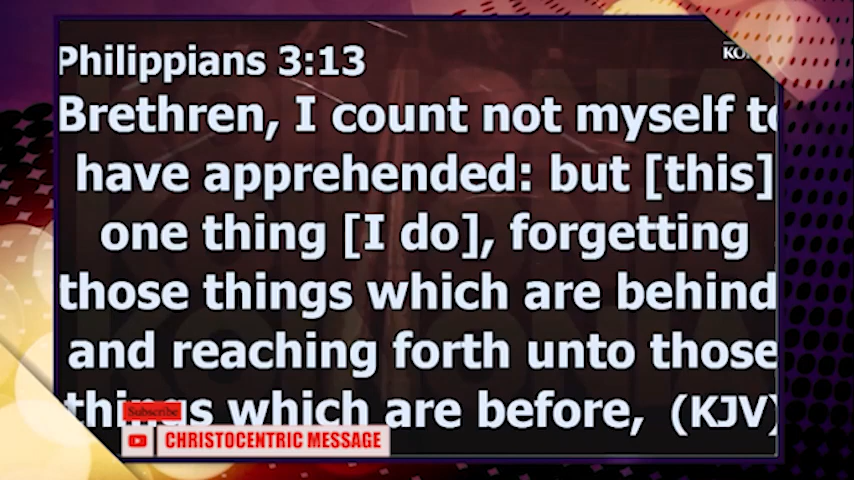 Philippians 3:13
KO
Brethren, I count not myself to
have apprehended: but [this]
one thing [I do], forgetting
those things which are behind
and reaching forth unto those
things which are before, (KJV)
Subscribe
CHRISTOCENTRIC MESSAGE